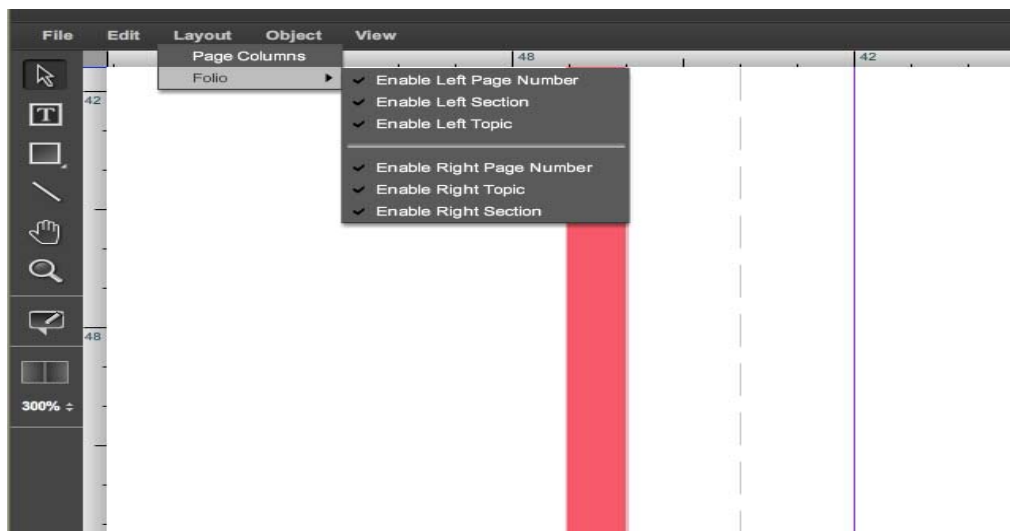 File Edit Layout Object View
Page Columns
48 42
Folio
Enable Left Page Number
42
Enable Left Section
T
Enable Left Topic
Enable Right Page Number
Enable Right Topic
Enable Right Section
48
300%